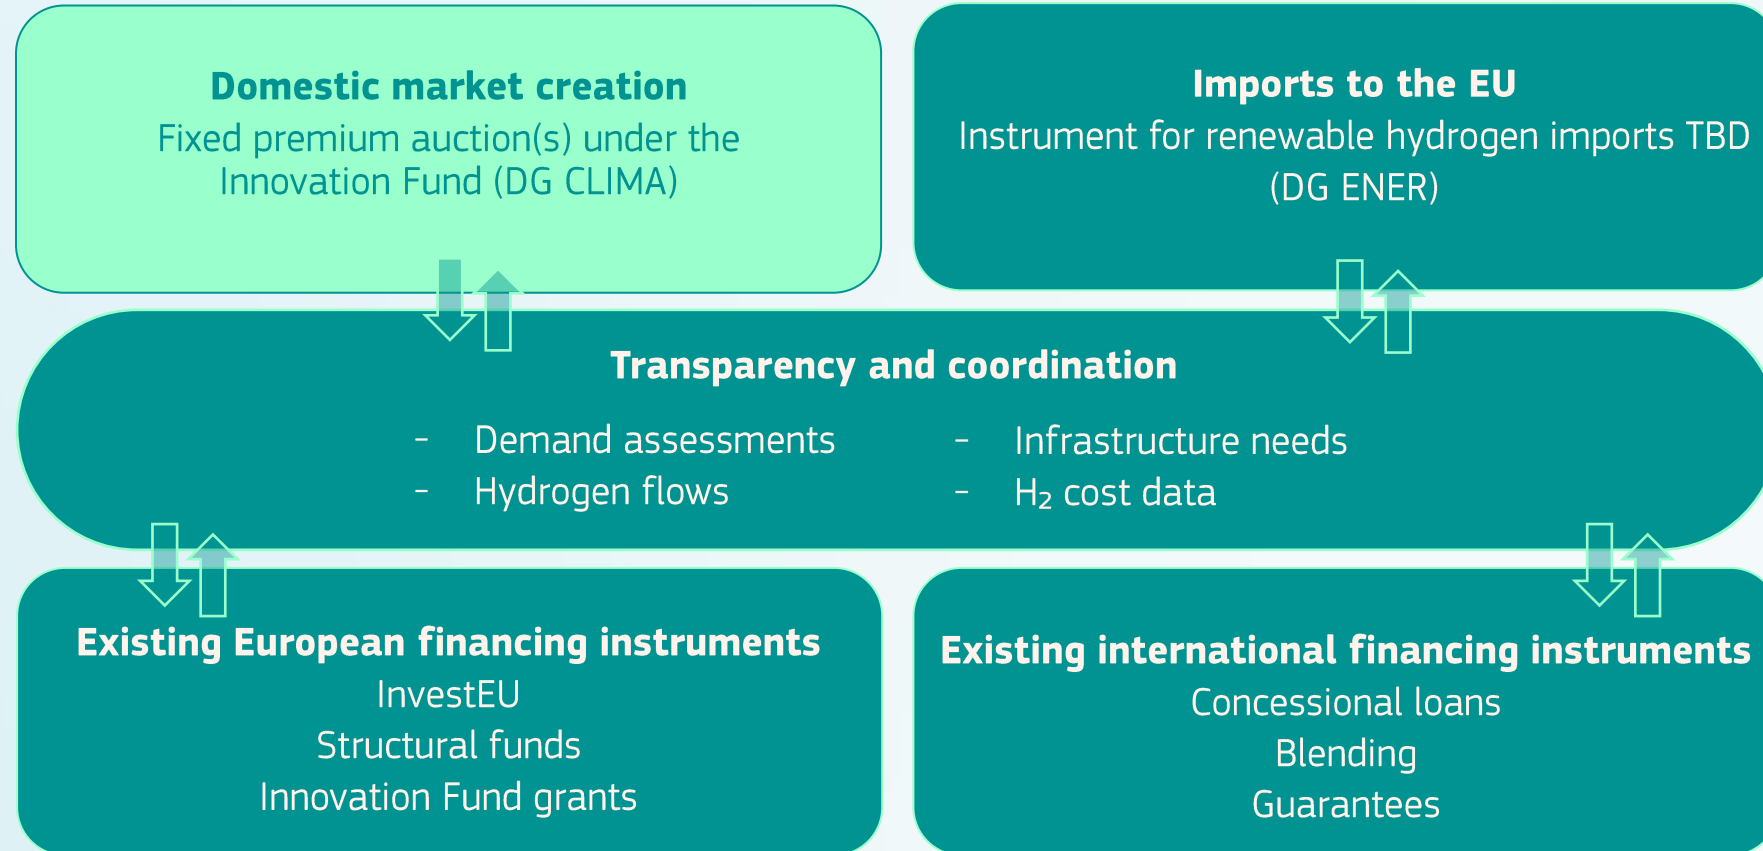 Domestic market creation
Fixed premium auction(s) under the
Innovation Fund (DG CLIMA)
Imports to the EU
Instrument for renewable hydrogen imports TBD
(DG ENER)
Transparency and coordination
- Demand assessments
- Hydrogen flows
- Infrastructure needs
- H₂ cost data
Existing European financing instruments
InvestEU
Structural funds
Innovation Fund grants
Existing international financing instruments
Concessional loans
Blending
Guarantees